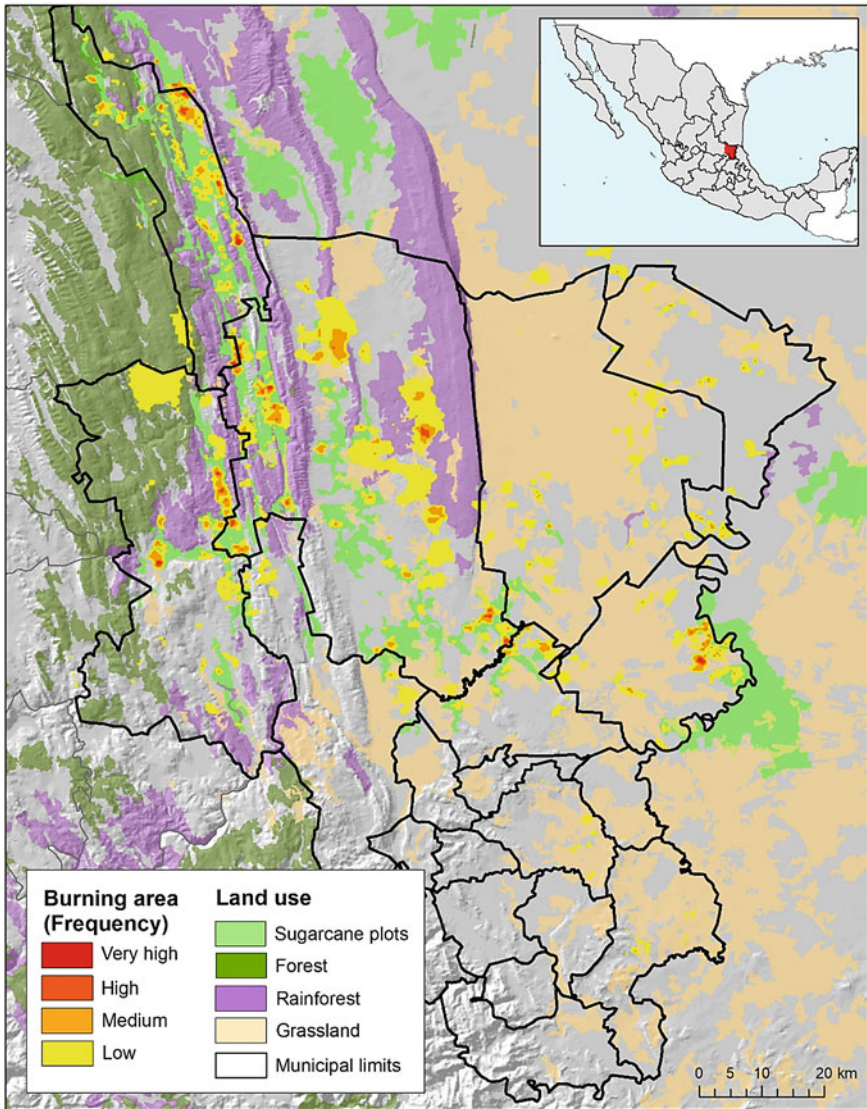 Burning area
(Frequency)
Very high
High
Medium
Low
Land use
Sugarcane plots
Forest
Rainforest
Grassland
Municipal limits
0 5 10 20 km